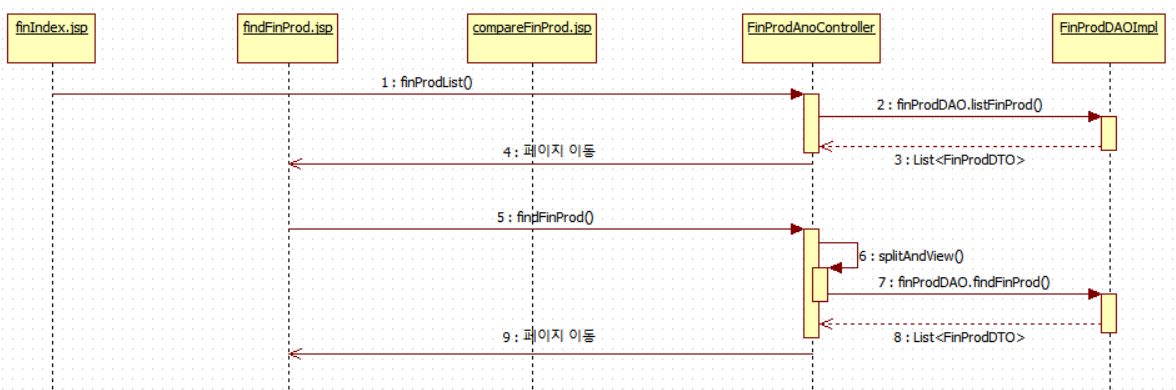 finIndex.jsp
findFinProd.jsp
compareFinProd.jsp
FinProdAnoController
FinProdDAOImpl
1 : finProdList()
2 : finProdDAO.listFinProd()
3 : List<FinProdDTO>
4 : 페이지 이동
5 : findFinProd()
6 : splitAndView()
7 : finProdDAO.findFinProd()
8 : List<FinProdDTO>
9 : 페이지 이동